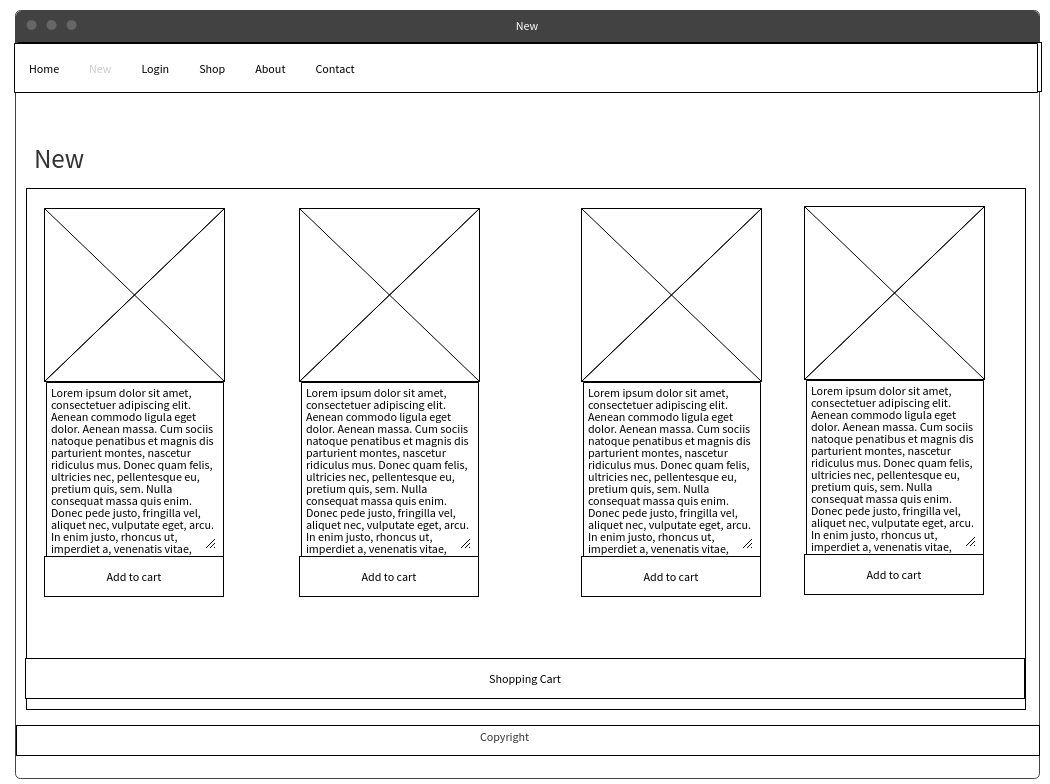 New
Home New Login Shop About Contact
New
Lorem ipsum dolor sit amet,
consectetuer adipiscing elit.
Aenean commodo ligula eget
dolor. Aenean massa. Cum sociis
natoque penatibus et magnis dis
parturient montes, nascetur
ridiculus mus. Donec quam felis,
ultricies nec, pellentesque eu,
pretium quis, sem. Nulla
consequat massa quis enim.
Donec pede justo, fringilla vel,
aliquet nec, vulputate eget, arcu.
In enim justo, rhoncus ut,
imperdiet a, venenatis vitae,
Add to cart
Lorem ipsum dolor sit amet,
consectetuer adipiscing elit.
Aenean commodo ligula eget
dolor. Aenean massa. Cum sociis
natoque penatibus et magnis dis
parturient montes, nascetur
ridiculus mus. Donec quam felis,
ultricies nec, pellentesque eu,
pretium quis, sem. Nulla
consequat massa quis enim.
Donec pede justo, fringilla vel,
aliquet nec, vulputate eget, arcu.
In enim justo, rhoncus ut,
imperdiet a, venenatis vitae,
Add to cart
Lorem ipsum dolor sit amet,
consectetuer adipiscing elit.
Aenean commodo ligula eget
dolor. Aenean massa. Cum sociis
natoque penatibus et magnis dis
parturient montes, nascetur
ridiculus mus. Donec quam felis,
ultricies nec, pellentesque eu,
pretium quis, sem. Nulla
consequat massa quis enim.
Donec pede justo, fringilla vel,
aliquet nec, vulputate eget, arcu.
In enim justo, rhoncus ut,
imperdiet a, venenatis vitae,
Add to cart
Lorem ipsum dolor sit amet,
consectetuer adipiscing elit.
Aenean commodo ligula eget
dolor. Aenean massa. Cum sociis
natoque penatibus et magnis dis
parturient montes, nascetur
ridiculus mus. Donec quam felis,
ultricies nec, pellentesque eu,
pretium quis, sem. Nulla
consequat massa quis enim.
Donec pede justo, fringilla vel,
aliquet nec, vulputate eget, arcu.
In enim justo, rhoncus ut,
imperdiet a, venenatis vitae,
Add to cart
Shopping Cart
Copyright